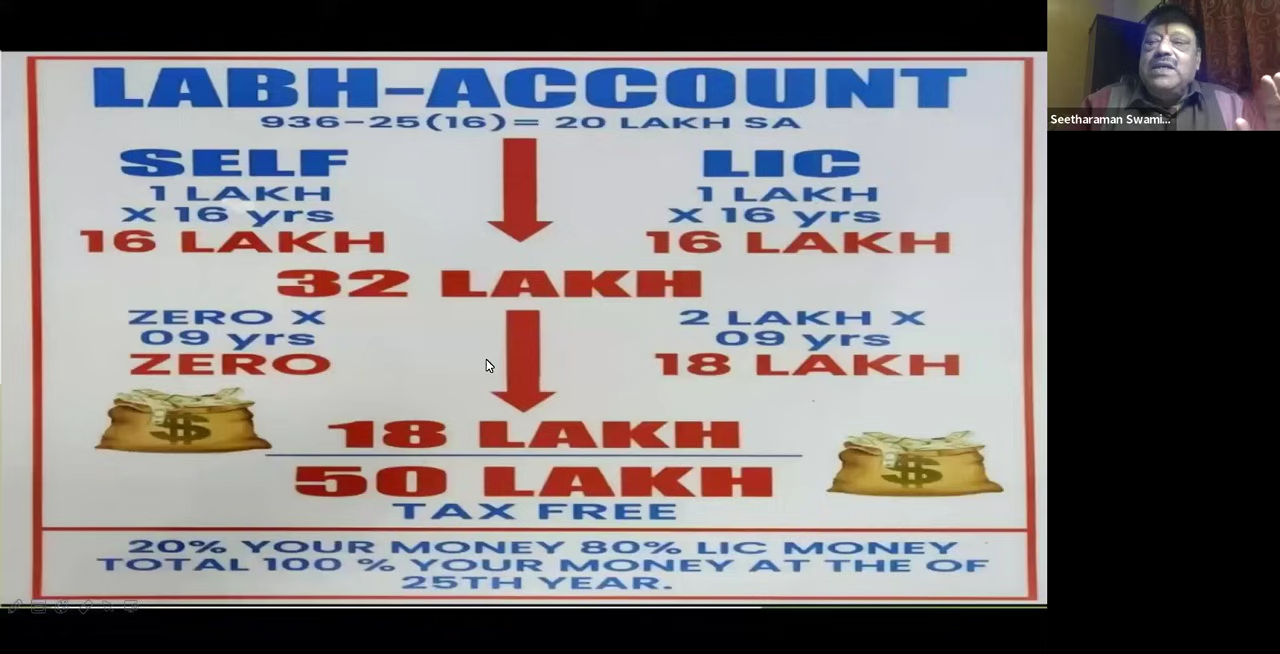 LABH-ACCOUNT
936-25(16)= 20 LAKH SA
SELF
1 LAKH
X 16 yrs
16 LAKH
LIC
1 LAKH
X 16 yrs
16 LAKH
32 LAKH
ZERO X
09 yrs
ZERO
2 LAKH X
09 yrs
18 LAKH
18 LAKH
50 LAKH
TAX FREE
20% YOUR MONEY 80% LIC MONEY
TOTAL 100 % YOUR MONEY AT THE OF
25TH YEAR.
Seetharaman Swami...